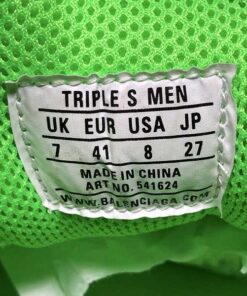 TRIPLE S MEN
UK EUR USA JP
7 41 8 27
MADE IN CHINA
ART NO. 541624
WWW.BALENCIAGA.COM